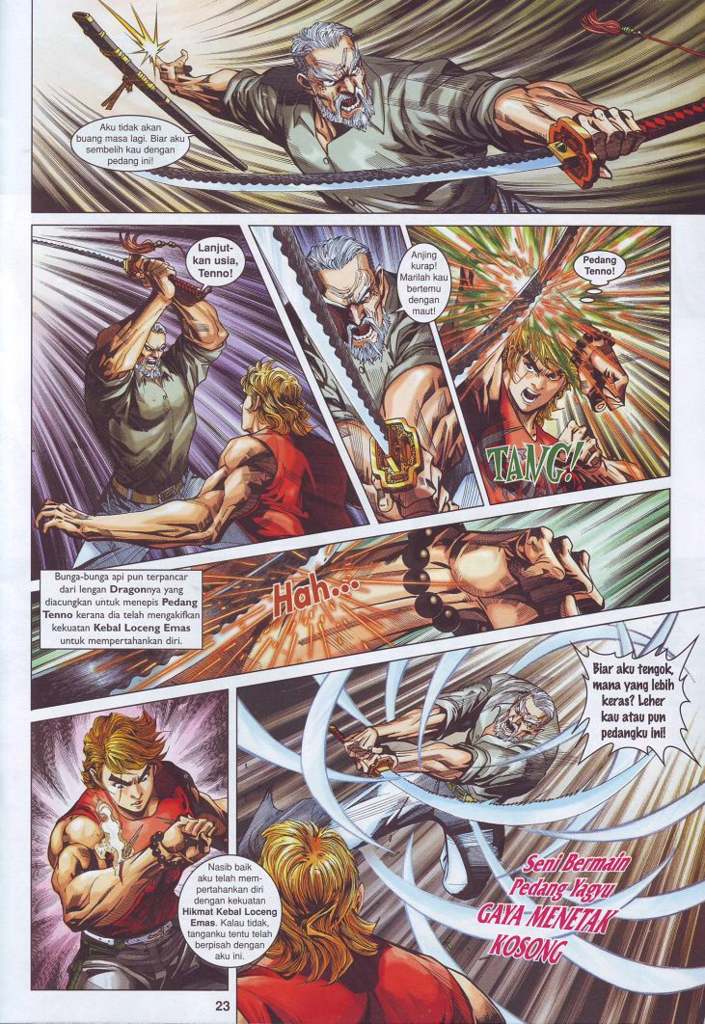 Aku tidak akan
buang masa lagi. Biar aku
sembelih kau dengan
pedang ini!
Lanjut-
kan usia,
Tenno!
Anjing
kurap!
Marilah kau
bertemu
dengan
maut!
Pedang
Tenno!
TANG!
Bunga-bunga api pun terpancar
dari lengan Dragonnya yang
diacungkan untuk menepis Pedang
Tenno kerana dia telah mengakifkan
kekuatan Kebal Loceng Emas
untuk mempertahankan diri.
Hah...
Biar aku tengok,
mana yang lebih
keras? Leher
kau atau pun
pedangku ini!
Nasib baik
aku telah mem-
pertahankan diri
dengan kekuatan
Hikmat Kebal Loceng
Emas. Kalau tidak,
tanganku tentu telah
berpisah dengan
aku ini.
Seni Bermain
Pedang Yagyu
GAYA MENETAK
KOSONG
23